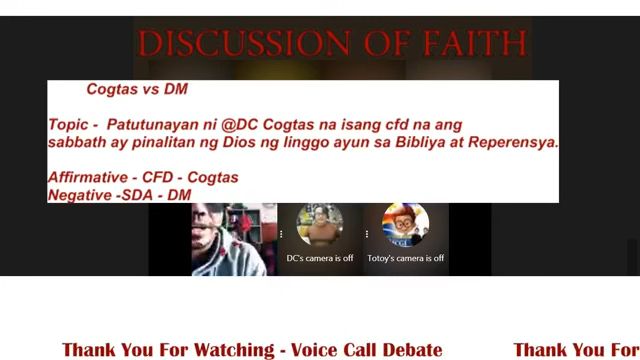 DISCUSSION OF FAITH
Cogtas vs DM
Topic - Patutunayan ni @DC Cogtas na isang cfd na ang
sabbath ay pinalitan ng Dios ng linggo ayun sa Bibliya at Reperensya.
Affirmative - CFD - Cogtas
Negative -SDA - DM
DC's camera is off
Totoy's camera is off
Thank You For Watching - Voice Call Debate
Thank You For